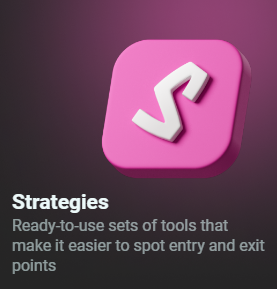 Strategies
Ready-to-use sets of tools that
make it easier to spot entry and exit
points